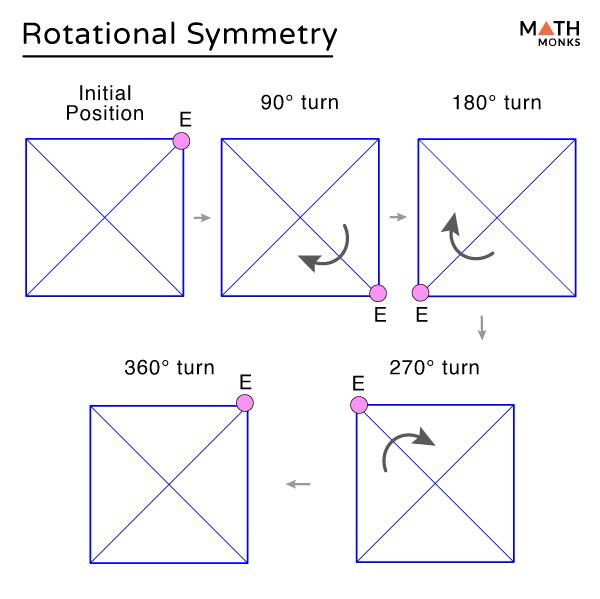 Rotational Symmetry
MATH
MONKS
Initial
Position
E
90° turn
E
180° turn
E
270° turn
E
360° turn
E